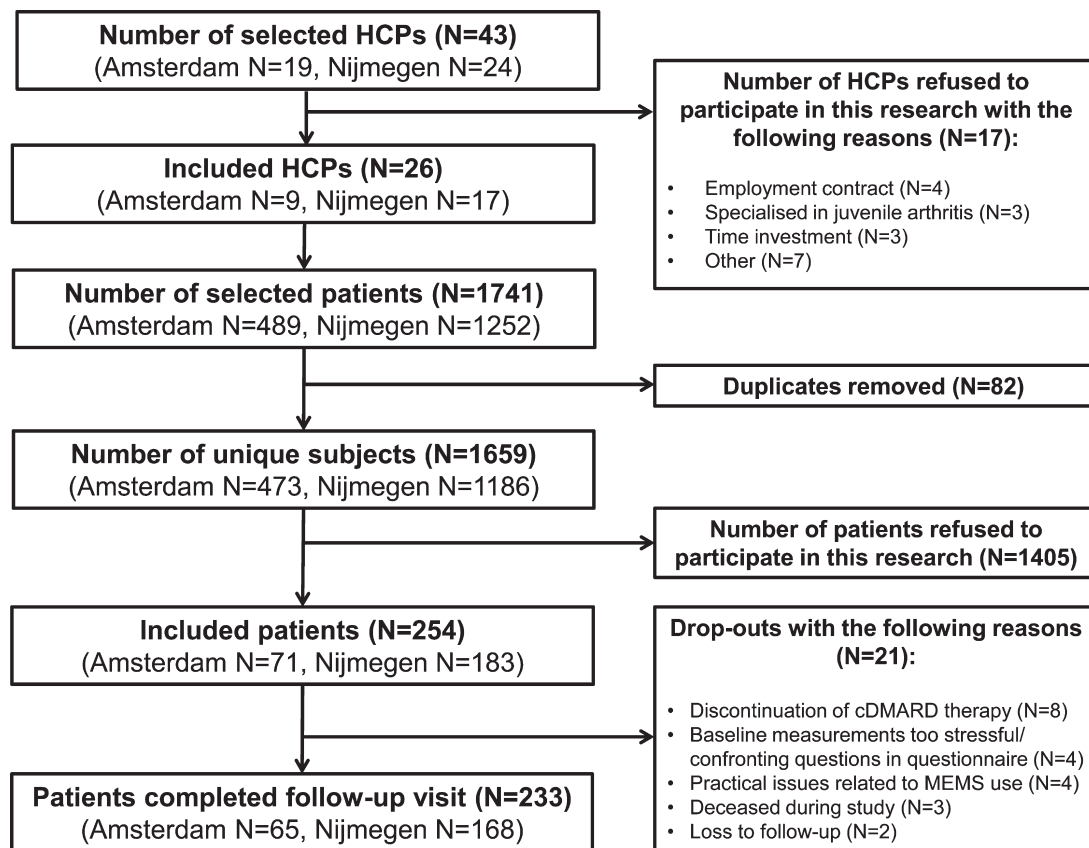 Number of selected HCPs (N=43)
(Amsterdam N=19, Nijmegen N=24)
Number of HCPs refused to
participate in this research with the
following reasons (N=17):
• Employment contract (N=4)
• Specialised in juvenile arthritis (N=3)
• Time investment (N=3)
• Other (N=7)
Included HCPs (N=26)
(Amsterdam N=9, Nijmegen N=17)
Number of selected patients (N=1741)
(Amsterdam N=489, Nijmegen N=1252)
Duplicates removed (N=82)
Number of unique subjects (N=1659)
(Amsterdam N=473, Nijmegen N=1186)
Number of patients refused to
participate in this research (N=1405)
Included patients (N=254)
(Amsterdam N=71, Nijmegen N=183)
Drop-outs with the following reasons
(N=21):
• Discontinuation of cDMARD therapy (N=8)
• Baseline measurements too stressful/
confronting questions in questionnaire (N=4)
• Practical issues related to MEMS use (N=4)
• Deceased during study (N=3)
• Loss to follow-up (N=2)
Patients completed follow-up visit (N=233)
(Amsterdam N=65, Nijmegen N=168)